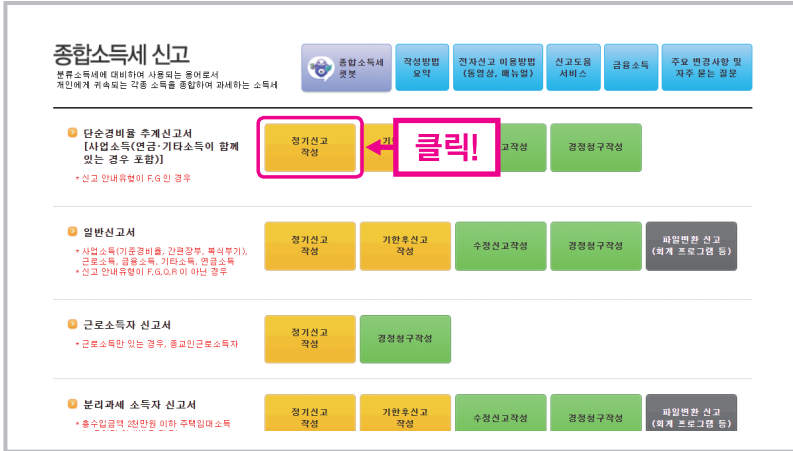 종합소득세 신고
분류소득세에 대비하여 사용되는 용어로서
개인에게 귀속되는 각종 소득을 종합하여 과세하는 소득세
종합소득세
챗봇
작성방법
요약
전자신고 이용방법
(동영상, 매뉴얼)
신고도움
서비스
금융소득
주요 변경사항 및
자주 묻는 질문
단순경비율 추계신고서
[사업소득(연금·기타소득이 함께
있는 경우 포함)]
* 신고 안내유형이 F,G 인 경우
정기신고
작성
클릭!
고작성
경정청구작성
일반신고서
* 사업소득(기준경비율, 간편장부, 복식부기),
근로소득, 금융소득, 기타소득, 연금소득
* 신고 안내유형이 F,G,Q,R 이 아닌 경우
정기신고
작성
기한후신고
작성
수정신고작성
경정청구작성
파일변환 신고
(회계 프로그램 등)
근로소득자 신고서
* 근로소득만 있는 경우, 종교인근로소득자
정기신고
작성
경정청구작성
분리과세 소득자 신고서
* 총수입금액 2천만원 이하 주택임대소득
정기신고
작성
기한후신고
작성
수정신고작성
경정청구작성
파일변환 신고
(회계 프로그램 등)